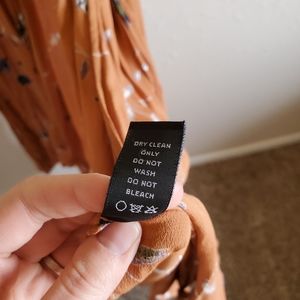 DRY CLEAN
ONLY
DO NOT
WASH
DO NOT
BLEACH